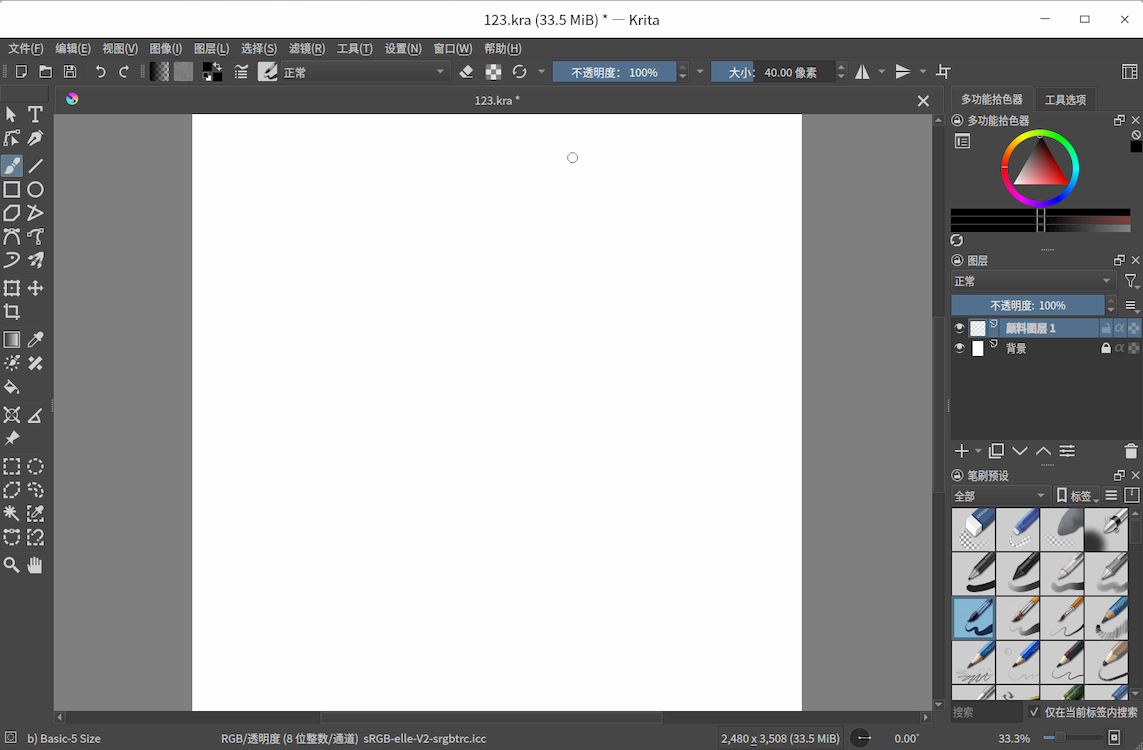 123.kra (33.5 MiB) * — Krita
文件(F) 编辑(E) 视图(V) 图像(I) 图层(L) 选择(S) 滤镜(R) 工具(T) 设置(N) 窗口(W) 帮助(H)
正常 不透明度: 100% 大小: 40.00 像素
123.kra *
多功能拾色器 工具选项
多功能拾色器
图层
正常
不透明度: 100%
颜料图层 1
背景
笔刷预设
全部 标签
搜索 仅在当前标签内搜索
b) Basic-5 Size RGB/透明度 (8 位整数/通道) sRGB-elle-V2-srgbtrc.icc 2,480 x 3,508 (33.5 MiB) 0.00° 33.3%